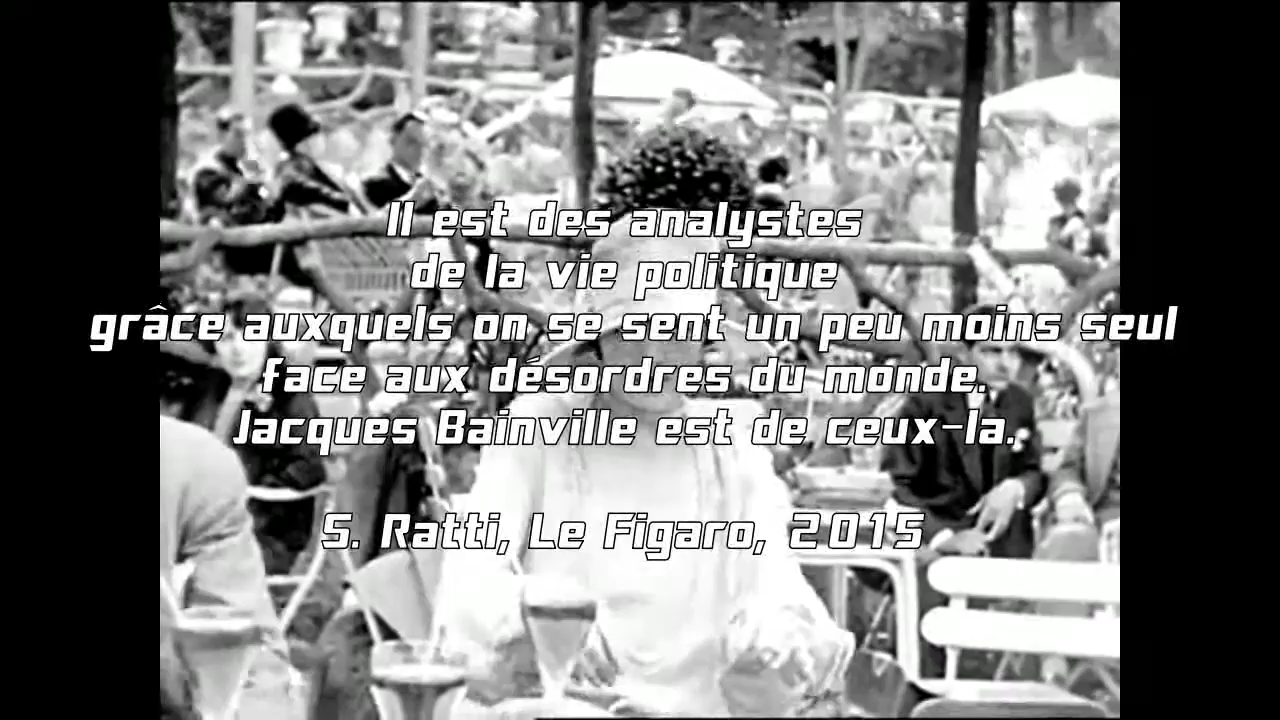 Il est des analystes
de la vie politique
grâce auxquels on se sent un peu moins seul
face aux désordres du monde.
Jacques Bainville est de ceux-la.
S. Ratti, Le Figaro, 2015